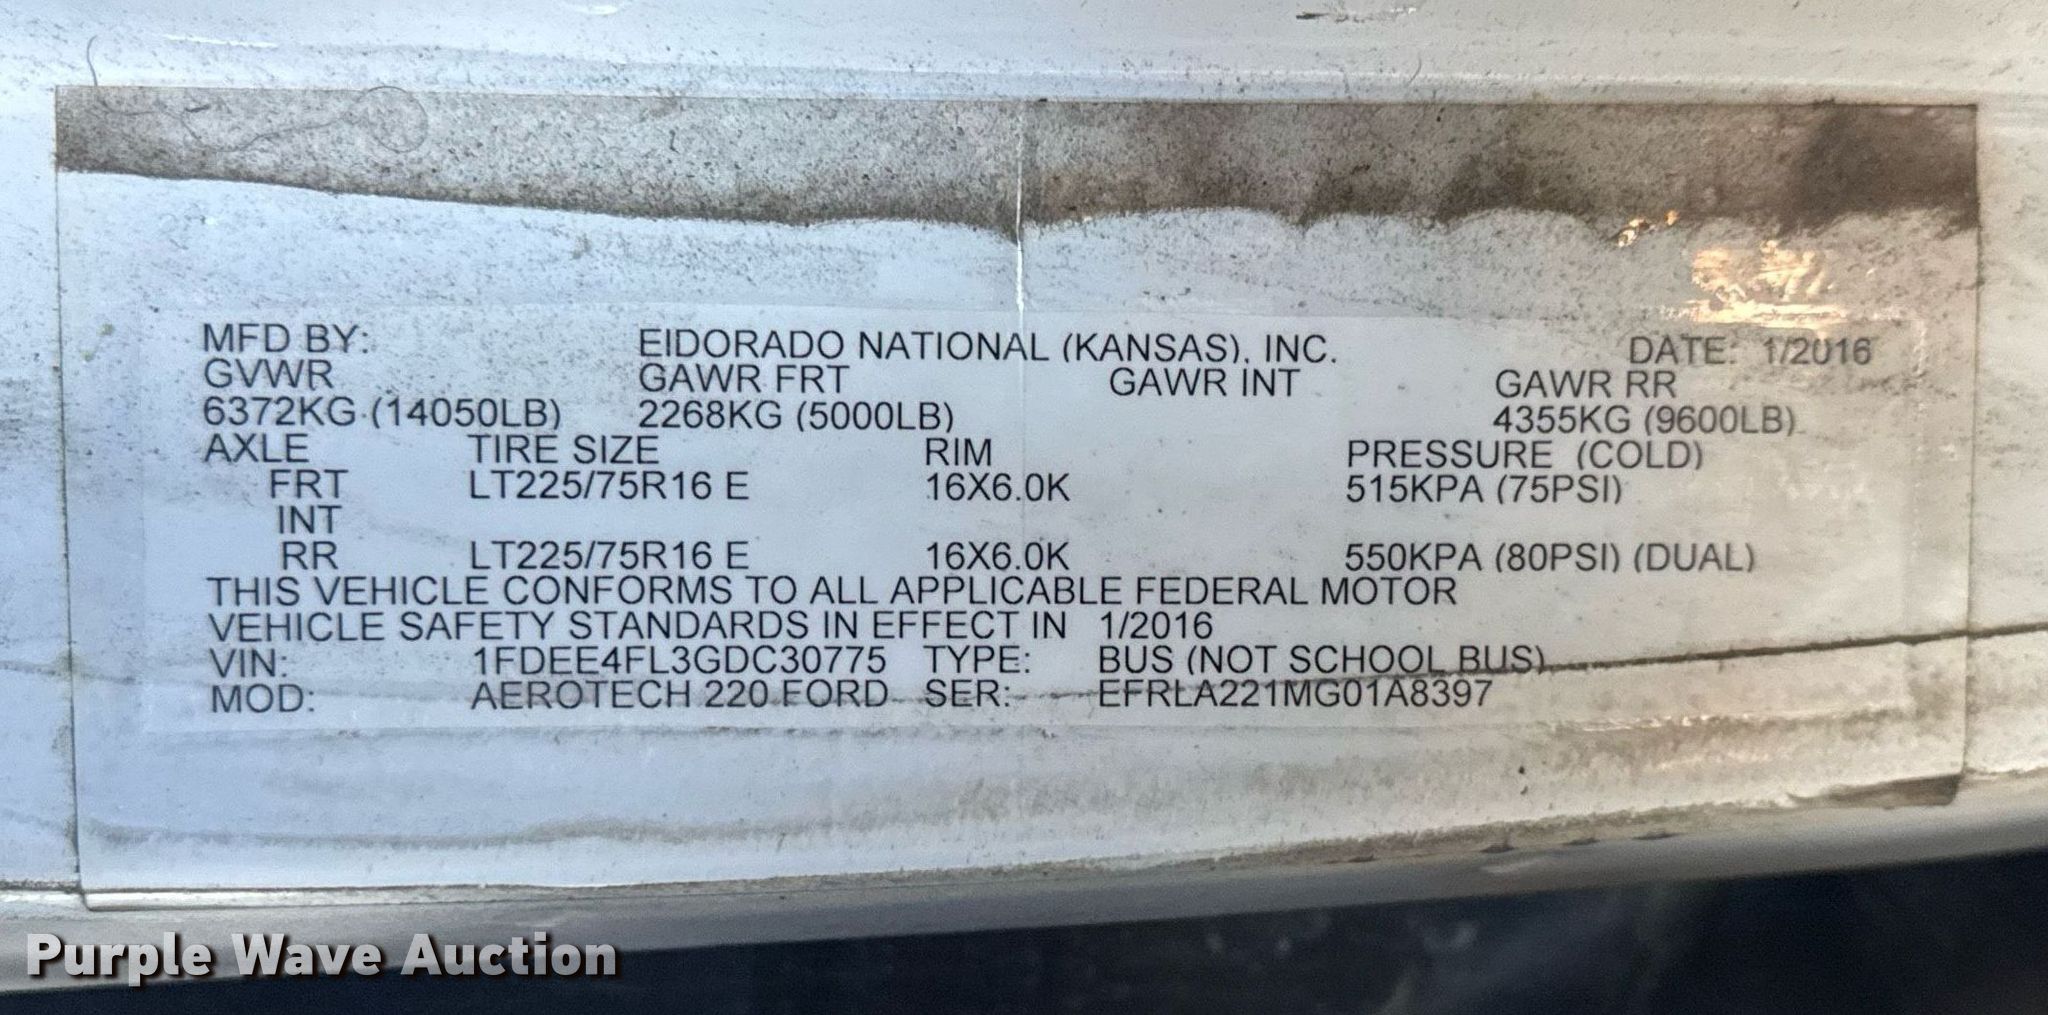 MFD BY: EIDORADO NATIONAL (KANSAS), INC. DATE: 1/2016
GVWR GAWR FRT GAWR INT GAWR RR
6372KG (14050LB) 2268KG (5000LB) 4355KG (9600LB)
AXLE TIRE SIZE RIM PRESSURE (COLD)
FRT LT225/75R16 E 16X6.0K 515KPA (75PSI)
INT
RR LT225/75R16 E 16X6.0K 550KPA (80PSI) (DUAL)
THIS VEHICLE CONFORMS TO ALL APPLICABLE FEDERAL MOTOR
VEHICLE SAFETY STANDARDS IN EFFECT IN 1/2016
VIN: 1FDEE4FL3GDC30775 TYPE: BUS (NOT SCHOOL BUS)
MOD: AEROTECH 220 FORD SER: EFRLA221MG01A8397
Purple Wave Auction